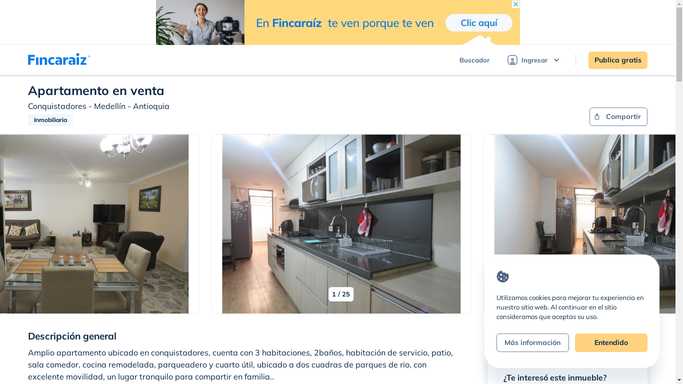 En Fincaraíz te ven porque te ven
Clic aquí
Fincaraiz
Buscador
Ingresar
Publica gratis
Apartamento en venta
Conquistadores - Medellín - Antioquia
Inmobiliaria
Compartir
1 / 25
Utilizamos cookies para mejorar tu experiencia en
nuestro sitio web. Al continuar en el sitio
consideramos que aceptas su uso.
Más información
Entendido
Descripción general
Amplio apartamento ubicado en conquistadores, cuenta con 3 habitaciones, 2baños, habitación de servicio, patio,
sala comedor, cocina remodelada, parqueadero y cuarto útil, ubicado a dos cuadras de parques de rio, con
excelente movilidad, un lugar tranquilo para compartir en familia...
¿Te interesó este inmueble?